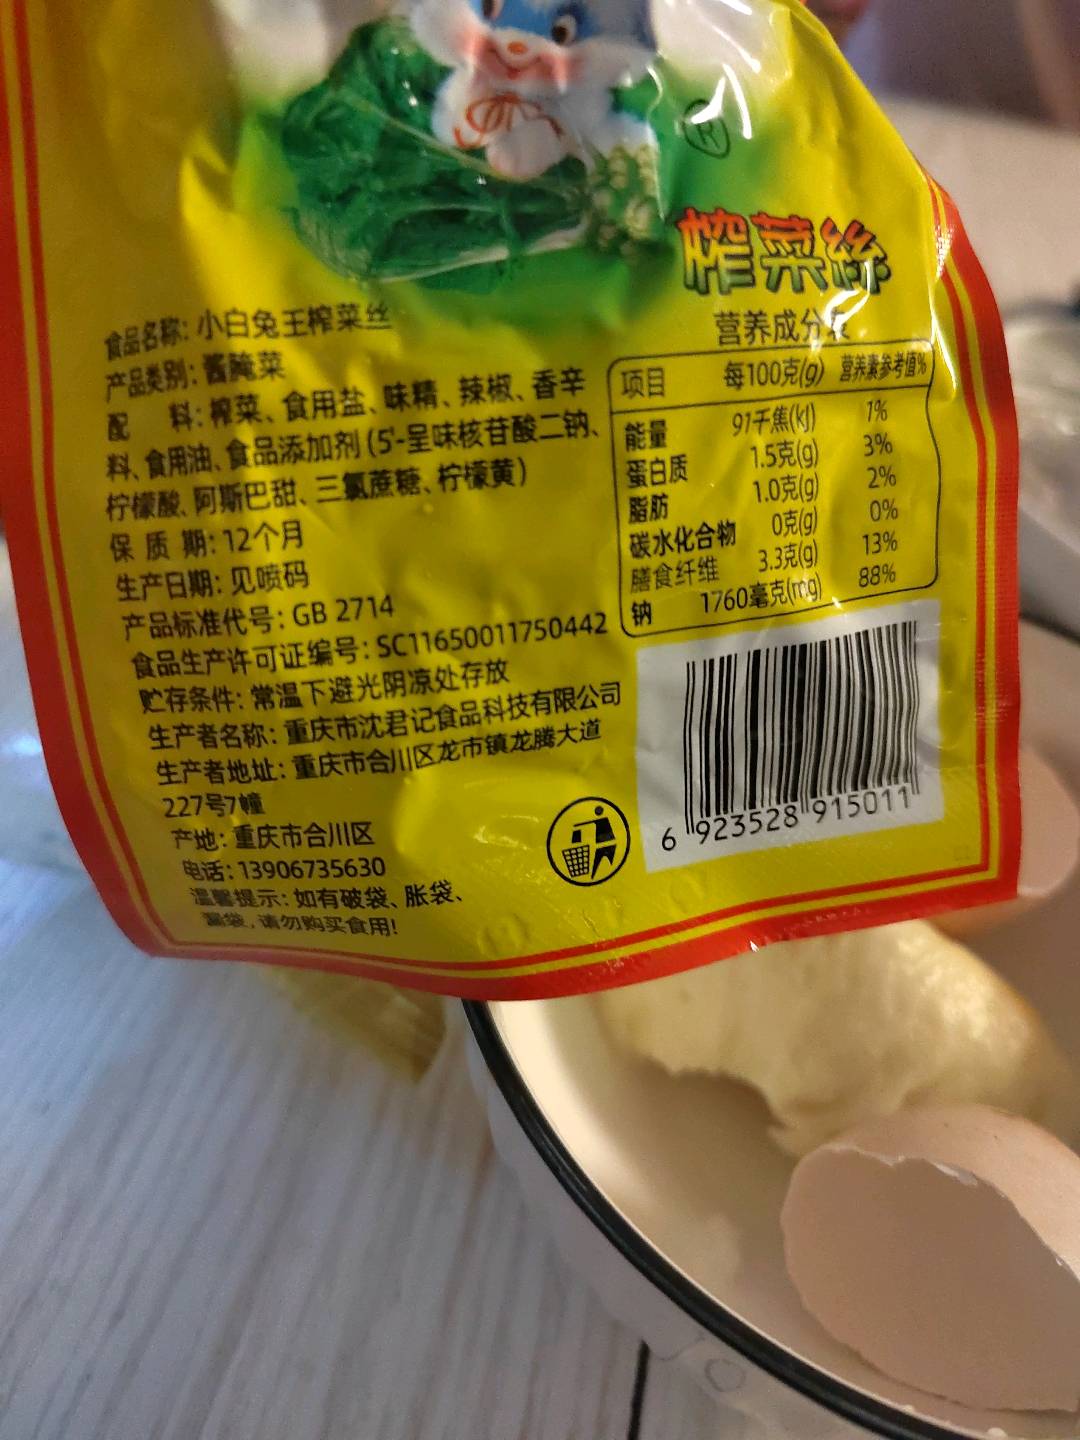 ®
榨菜絲
食品名称: 小白兔王榨菜丝
产品类别: 酱腌菜
配 料: 榨菜、食用盐、味精、辣椒、香辛
料、食用油、食品添加剂(5'-呈味核苷酸二钠、
柠檬酸、阿斯巴甜、三氯蔗糖、柠檬黄)
保 质 期: 12个月
生产日期: 见喷码
产品标准代号: GB 2714
食品生产许可证编号: SC11650011750442
贮存条件: 常温下避光阴凉处存放
生产者名称: 重庆市沈君记食品科技有限公司
生产者地址: 重庆市合川区龙市镇龙腾大道
227号7幢
产地: 重庆市合川区
电话: 13906735630
温馨提示: 如有破袋、胀袋、
漏袋, 请勿购买食用!
营养成分表
项目 每100克(g) 营养素参考值%
能量 91千焦(kJ) 1%
蛋白质 1.5克(g) 3%
脂肪 1.0克(g) 2%
碳水化合物 0克(g) 0%
膳食纤维 3.3克(g) 13%
钠 1760毫克(mg) 88%
6 923528 915011